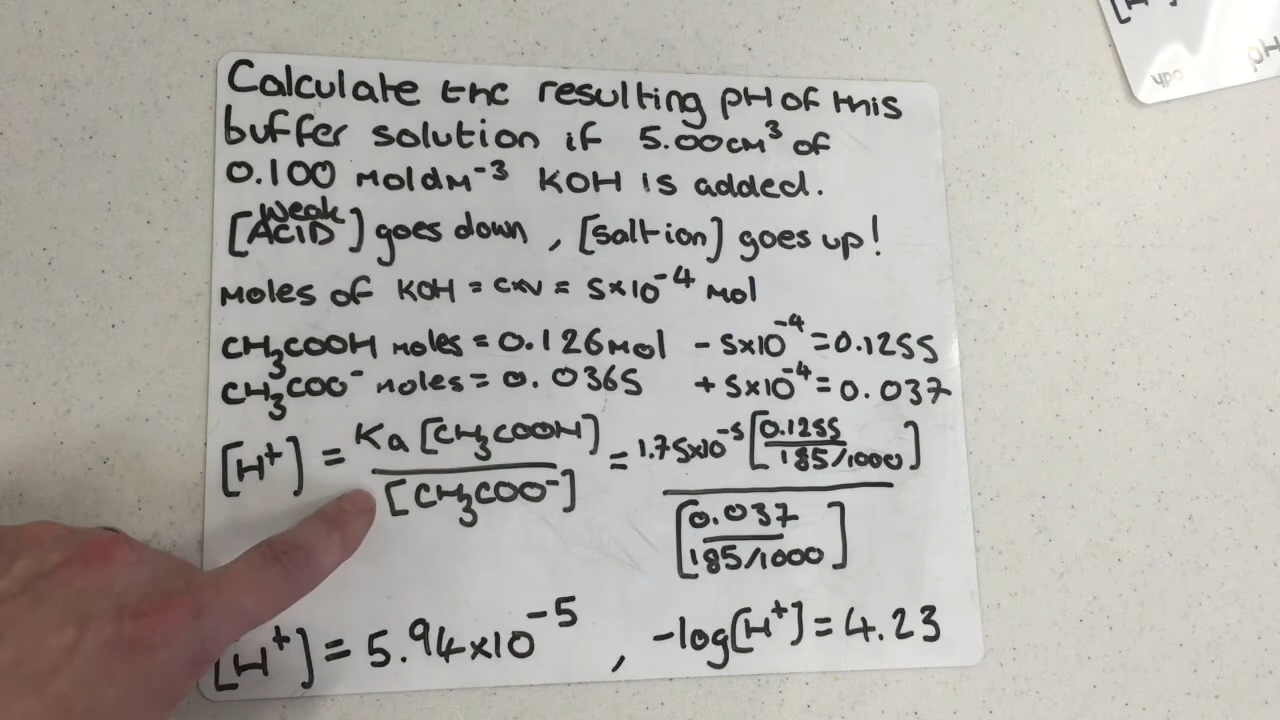 Calculate the resulting pH of this
buffer solution if 5.00cm³ of
0.100 moldm⁻³ KOH is added.
[weak ACID] goes down, [salt ion] goes up!
Moles of KOH = cxv = 5x10⁻⁴ mol
CH₃COOH moles = 0.126mol - 5x10⁻⁴ = 0.1255
CH₃COO⁻ moles = 0.0365 + 5x10⁻⁴ = 0.037
[H⁺] = Ka [CH₃COOH] / [CH₃COO⁻] = 1.75x10⁻⁵ [0.1255 / 185/1000] / [0.037 / 185/1000]
[H⁺] = 5.94x10⁻⁵ , -log[H⁺] = 4.23
pH